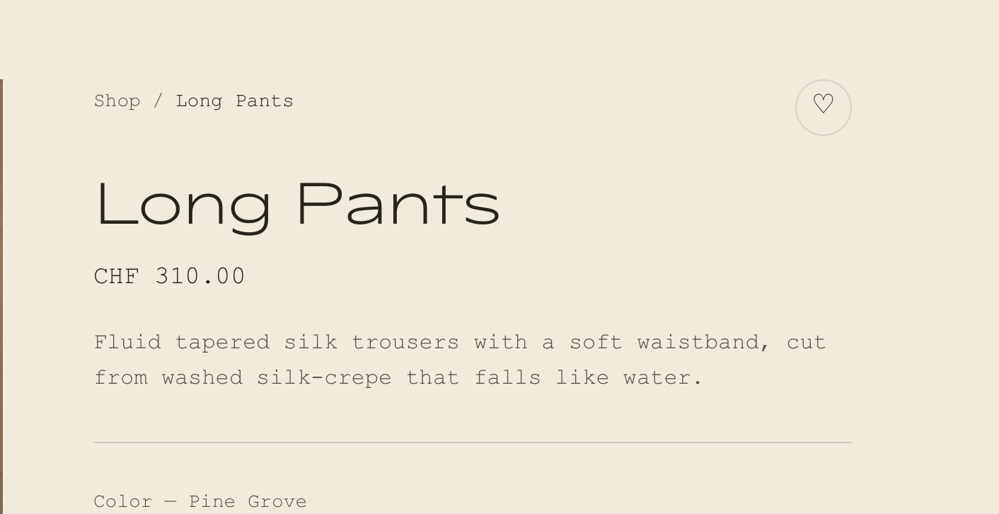 Shop / Long Pants
♡
Long Pants
CHF 310.00
Fluid tapered silk trousers with a soft waistband, cut
from washed silk-crepe that falls like water.
Color — Pine Grove